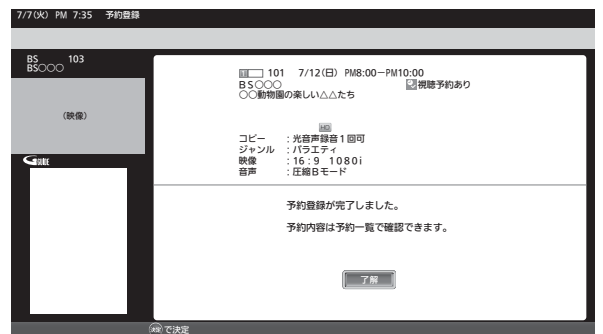 7/7(火) PM 7:35 予約登録
BS 103
BS○○○
(映像)
GGUIDE
101 7/12(日) PM8:00−PM10:00
BS○○○ 視聴予約あり
○○動物園の楽しい△△たち
HD
コピー :光音声録音1回可
ジャンル :バラエティ
映像 :16:9 1080i
音声 :圧縮Bモード
予約登録が完了しました。
予約内容は予約一覧で確認できます。
了解
決定で決定